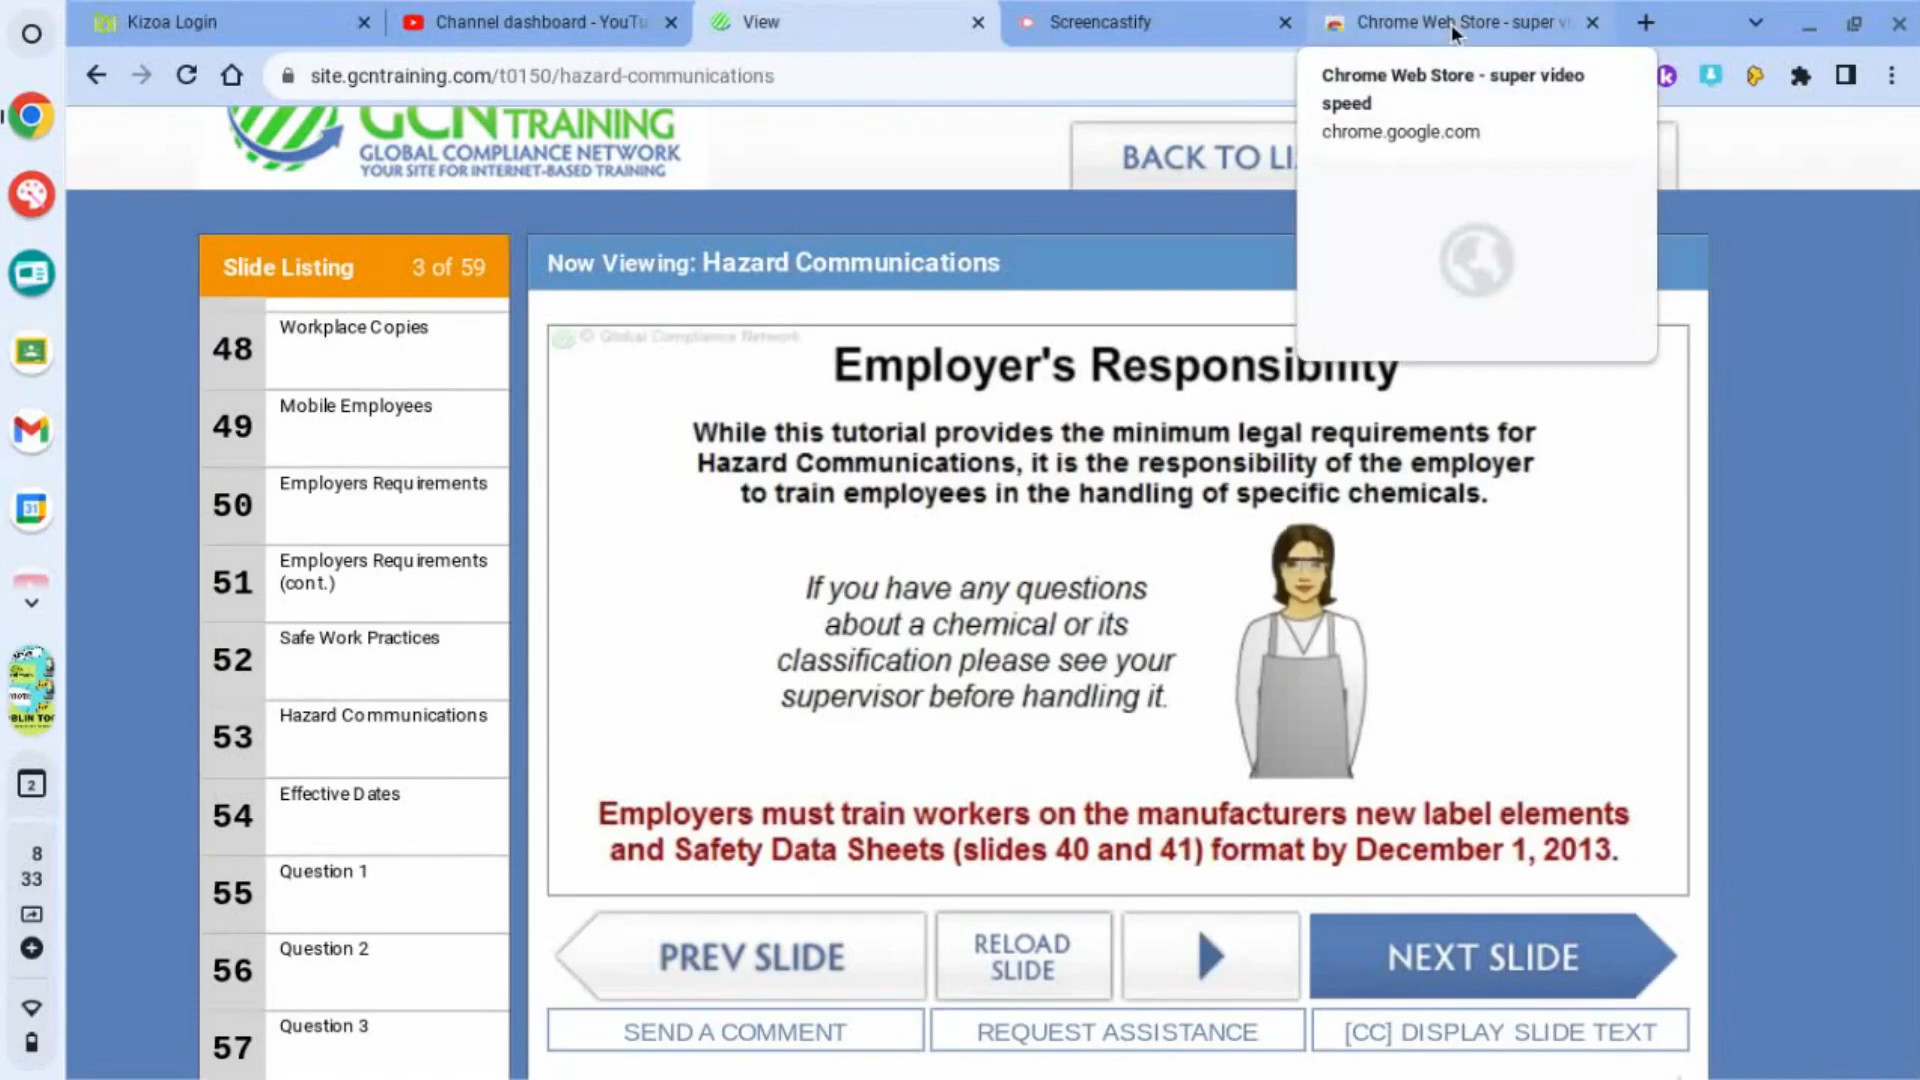 Kizoa Login
Channel dashboard - YouTu
View
Screencastify
Chrome Web Store - super vi
site.gcntraining.com/t0150/hazard-communications
Chrome Web Store - super video
speed
chrome.google.com
GCN TRAINING
GLOBAL COMPLIANCE NETWORK
YOUR SITE FOR INTERNET-BASED TRAINING
BACK TO LI
Slide Listing 3 of 59
48 Workplace Copies
49 Mobile Employees
50 Employers Requirements
51 Employers Requirements
(cont.)
52 Safe Work Practices
53 Hazard Communications
54 Effective Dates
55 Question 1
56 Question 2
57 Question 3
Now Viewing: Hazard Communications
© Global Compliance Network
Employer's Responsibility
While this tutorial provides the minimum legal requirements for
Hazard Communications, it is the responsibility of the employer
to train employees in the handling of specific chemicals.
If you have any questions
about a chemical or its
classification please see your
supervisor before handling it.
Employers must train workers on the manufacturers new label elements
and Safety Data Sheets (slides 40 and 41) format by December 1, 2013.
PREV SLIDE
RELOAD
SLIDE
NEXT SLIDE
SEND A COMMENT
REQUEST ASSISTANCE
[CC] DISPLAY SLIDE TEXT
31
2
8
33